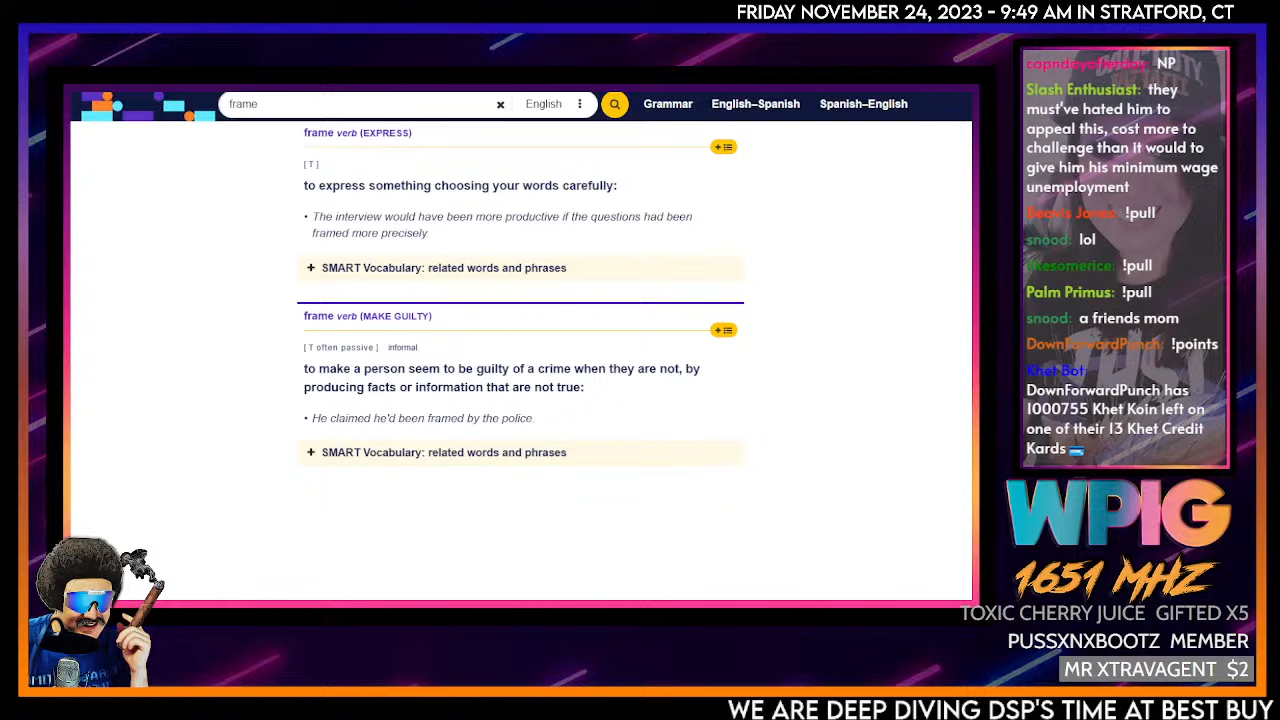 FRIDAY NOVEMBER 24, 2023 - 9:49 AM IN STRATFORD, CT
frame
English
Grammar
English–Spanish
Spanish–English
frame verb (EXPRESS)
[ T ]
to express something choosing your words carefully:
• The interview would have been more productive if the questions had been
framed more precisely.
+ SMART Vocabulary: related words and phrases
frame verb (MAKE GUILTY)
[ T often passive ] informal
to make a person seem to be guilty of a crime when they are not, by
producing facts or information that are not true:
• He claimed he'd been framed by the police.
+ SMART Vocabulary: related words and phrases
NP
Slash Enthusiast: they
must've hated him to
appeal this, cost more to
challenge than it would to
give him his minimum wage
unemployment
Beavis Jones: !pull
snood: lol
!pull
Palm Primus: !pull
snood: a friends mom
DownForwardPunch: !points
Khet Bot:
DownForwardPunch has
1000755 Khet Koin left on
one of their 13 Khet Credit
Kards
WPIG
1651 MHZ
TOXIC CHERRY JUICE GIFTED X5
PUSSXNXBOOTZ MEMBER
MR XTRAVAGENT $2
WE ARE DEEP DIVING DSP'S TIME AT BEST BUY